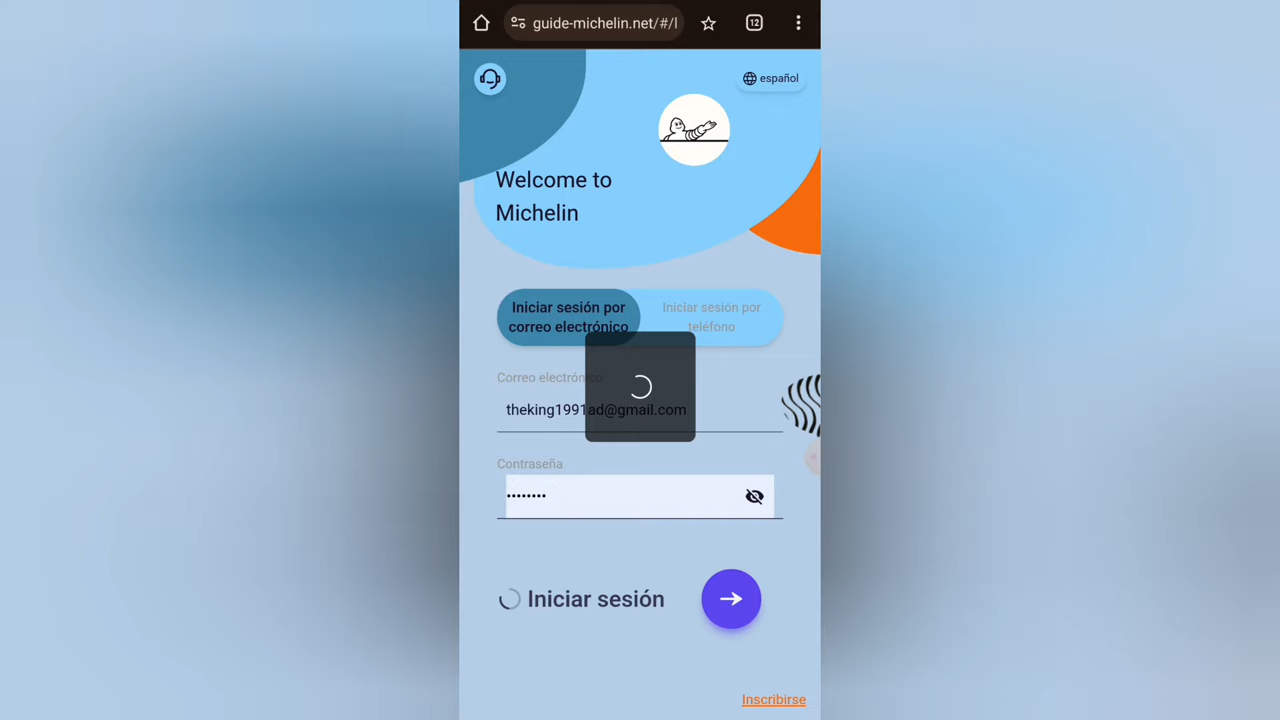 guide-michelin.net/#/l
12
español
Welcome to
Michelin
Iniciar sesión por
correo electrónico
Iniciar sesión por
teléfono
Correo electrónico
theking1991ad@gmail.com
Contraseña
••••••••
Iniciar sesión
Inscribirse